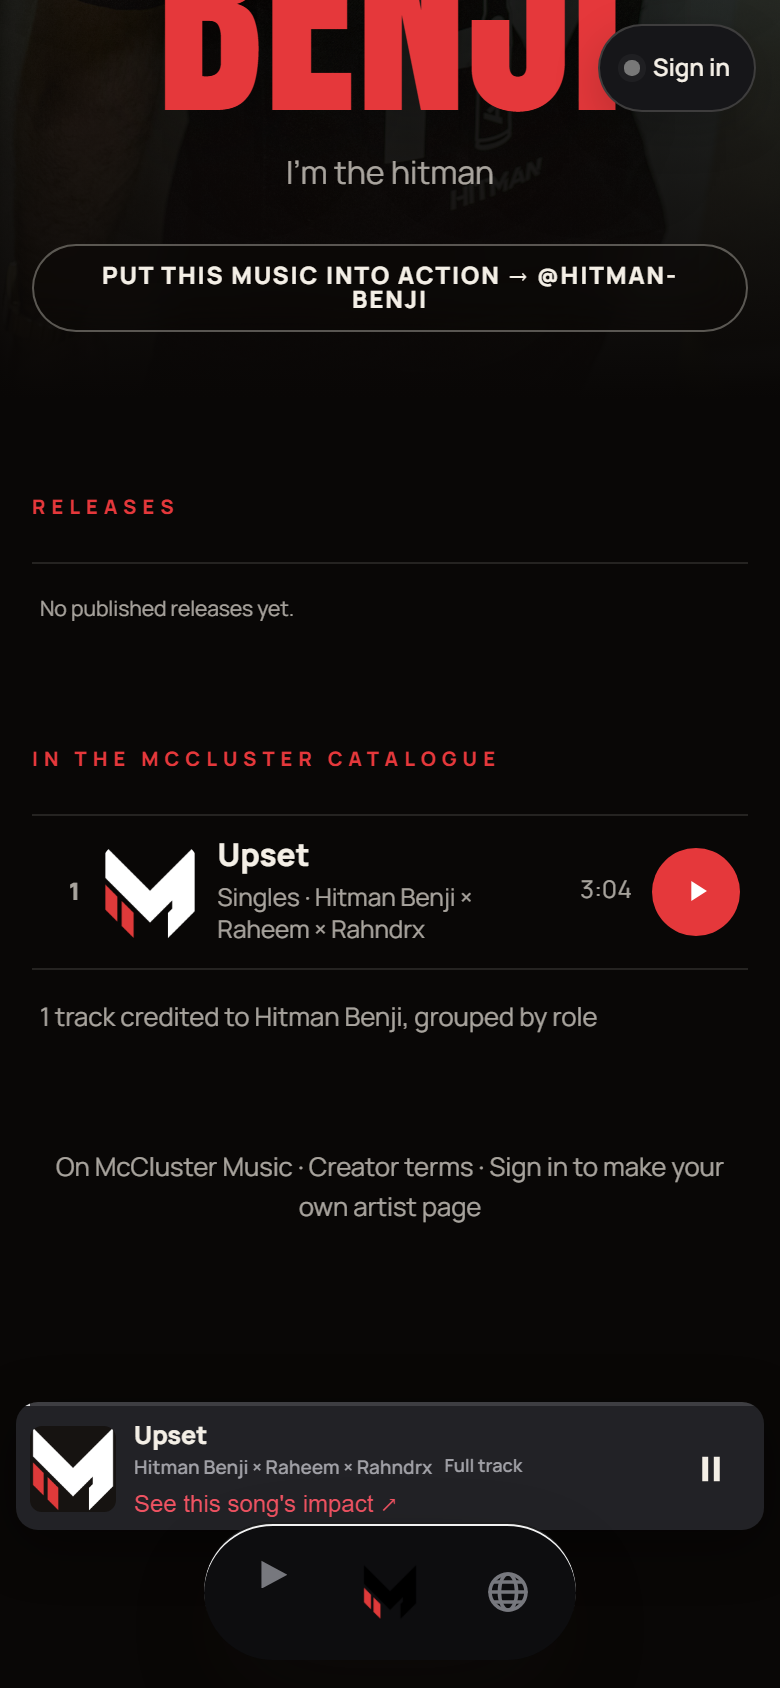 BENJI
Sign in
I'm the hitman
HITMAN
PUT THIS MUSIC INTO ACTION → @HITMAN-
BENJI
RELEASES
No published releases yet.
IN THE MCCLUSTER CATALOGUE
1
Upset
Singles · Hitman Benji ×
Raheem × Rahndrx
3:04
1 track credited to Hitman Benji, grouped by role
On McCluster Music · Creator terms · Sign in to make your
own artist page
Upset
Hitman Benji × Raheem × Rahndrx Full track
See this song's impact ↗